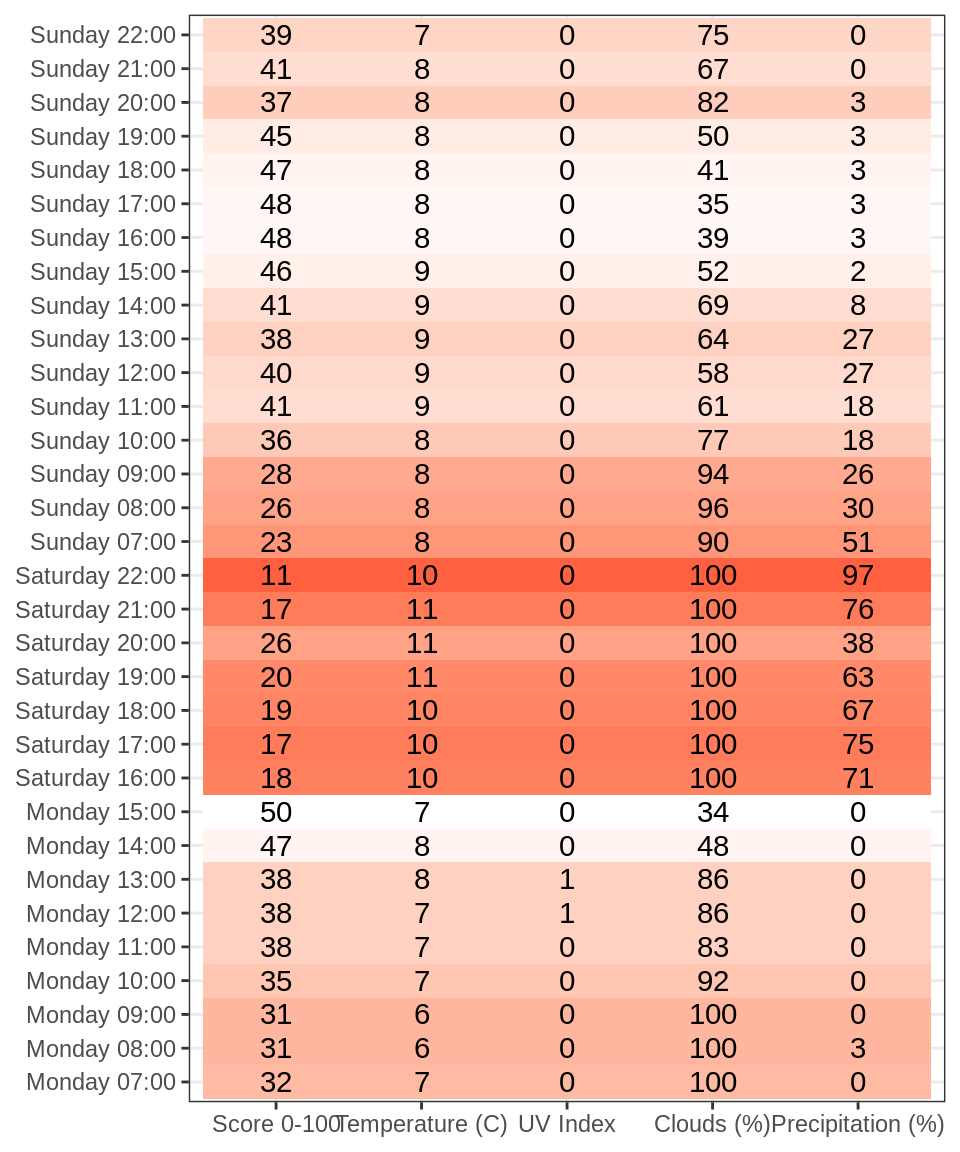 Sunday 22:00 39 7 0 75 0
Sunday 21:00 41 8 0 67 0
Sunday 20:00 37 8 0 82 3
Sunday 19:00 45 8 0 50 3
Sunday 18:00 47 8 0 41 3
Sunday 17:00 48 8 0 35 3
Sunday 16:00 48 8 0 39 3
Sunday 15:00 46 9 0 52 2
Sunday 14:00 41 9 0 69 8
Sunday 13:00 38 9 0 64 27
Sunday 12:00 40 9 0 58 27
Sunday 11:00 41 9 0 61 18
Sunday 10:00 36 8 0 77 18
Sunday 09:00 28 8 0 94 26
Sunday 08:00 26 8 0 96 30
Sunday 07:00 23 8 0 90 51
Saturday 22:00 11 10 0 100 97
Saturday 21:00 17 11 0 100 76
Saturday 20:00 26 11 0 100 38
Saturday 19:00 20 11 0 100 63
Saturday 18:00 19 10 0 100 67
Saturday 17:00 17 10 0 100 75
Saturday 16:00 18 10 0 100 71
Monday 15:00 50 7 0 34 0
Monday 14:00 47 8 0 48 0
Monday 13:00 38 8 1 86 0
Monday 12:00 38 7 1 86 0
Monday 11:00 38 7 0 83 0
Monday 10:00 35 7 0 92 0
Monday 09:00 31 6 0 100 0
Monday 08:00 31 6 0 100 3
Monday 07:00 32 7 0 100 0
Score 0-100 Temperature (C) UV Index Clouds (%) Precipitation (%)